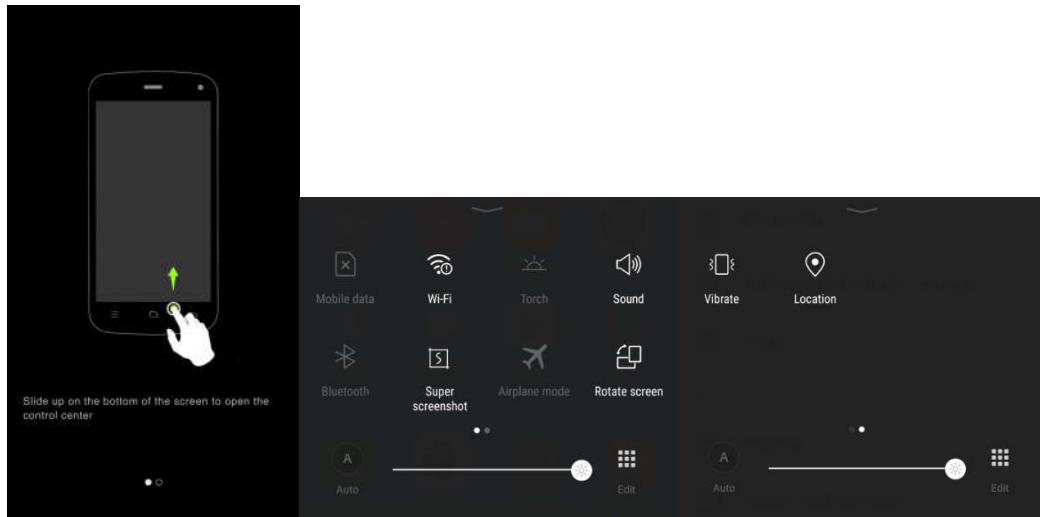 Slide up on the bottom of the screen to open the
control center
Mobile data
Wi-Fi
Torch
Sound
Bluetooth
Super
screenshot
Airplane mode
Rotate screen
A
Auto
Edit
Vibrate
Location
A
Auto
Edit